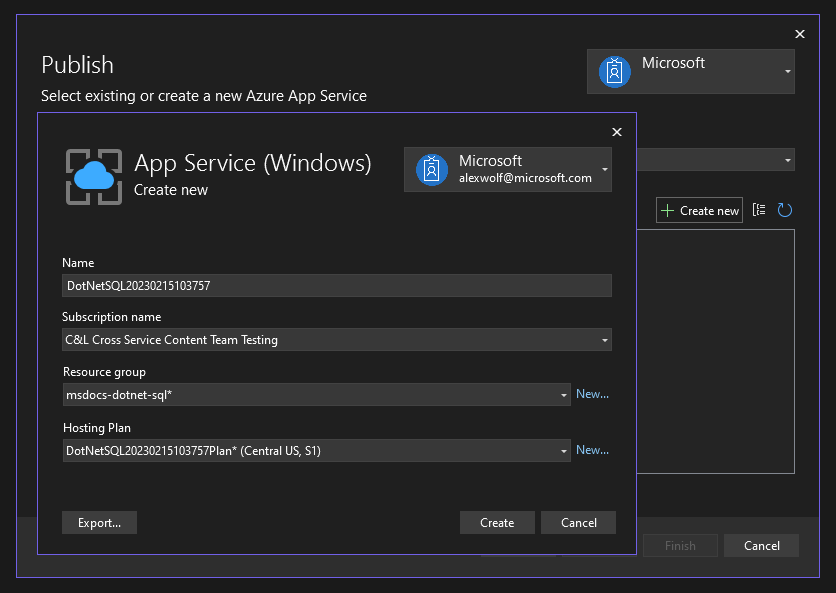 Publish
Microsoft
Select existing or create a new Azure App Service
App Service (Windows)
Create new
Microsoft
alexwolf@microsoft.com
Create new
Name
DotNetSQL20230215103757
Subscription name
C&L Cross Service Content Team Testing
Resource group
msdocs-dotnet-sql*
New...
Hosting Plan
DotNetSQL20230215103757Plan* (Central US, S1)
New...
Export...
Create
Cancel
Finish
Cancel